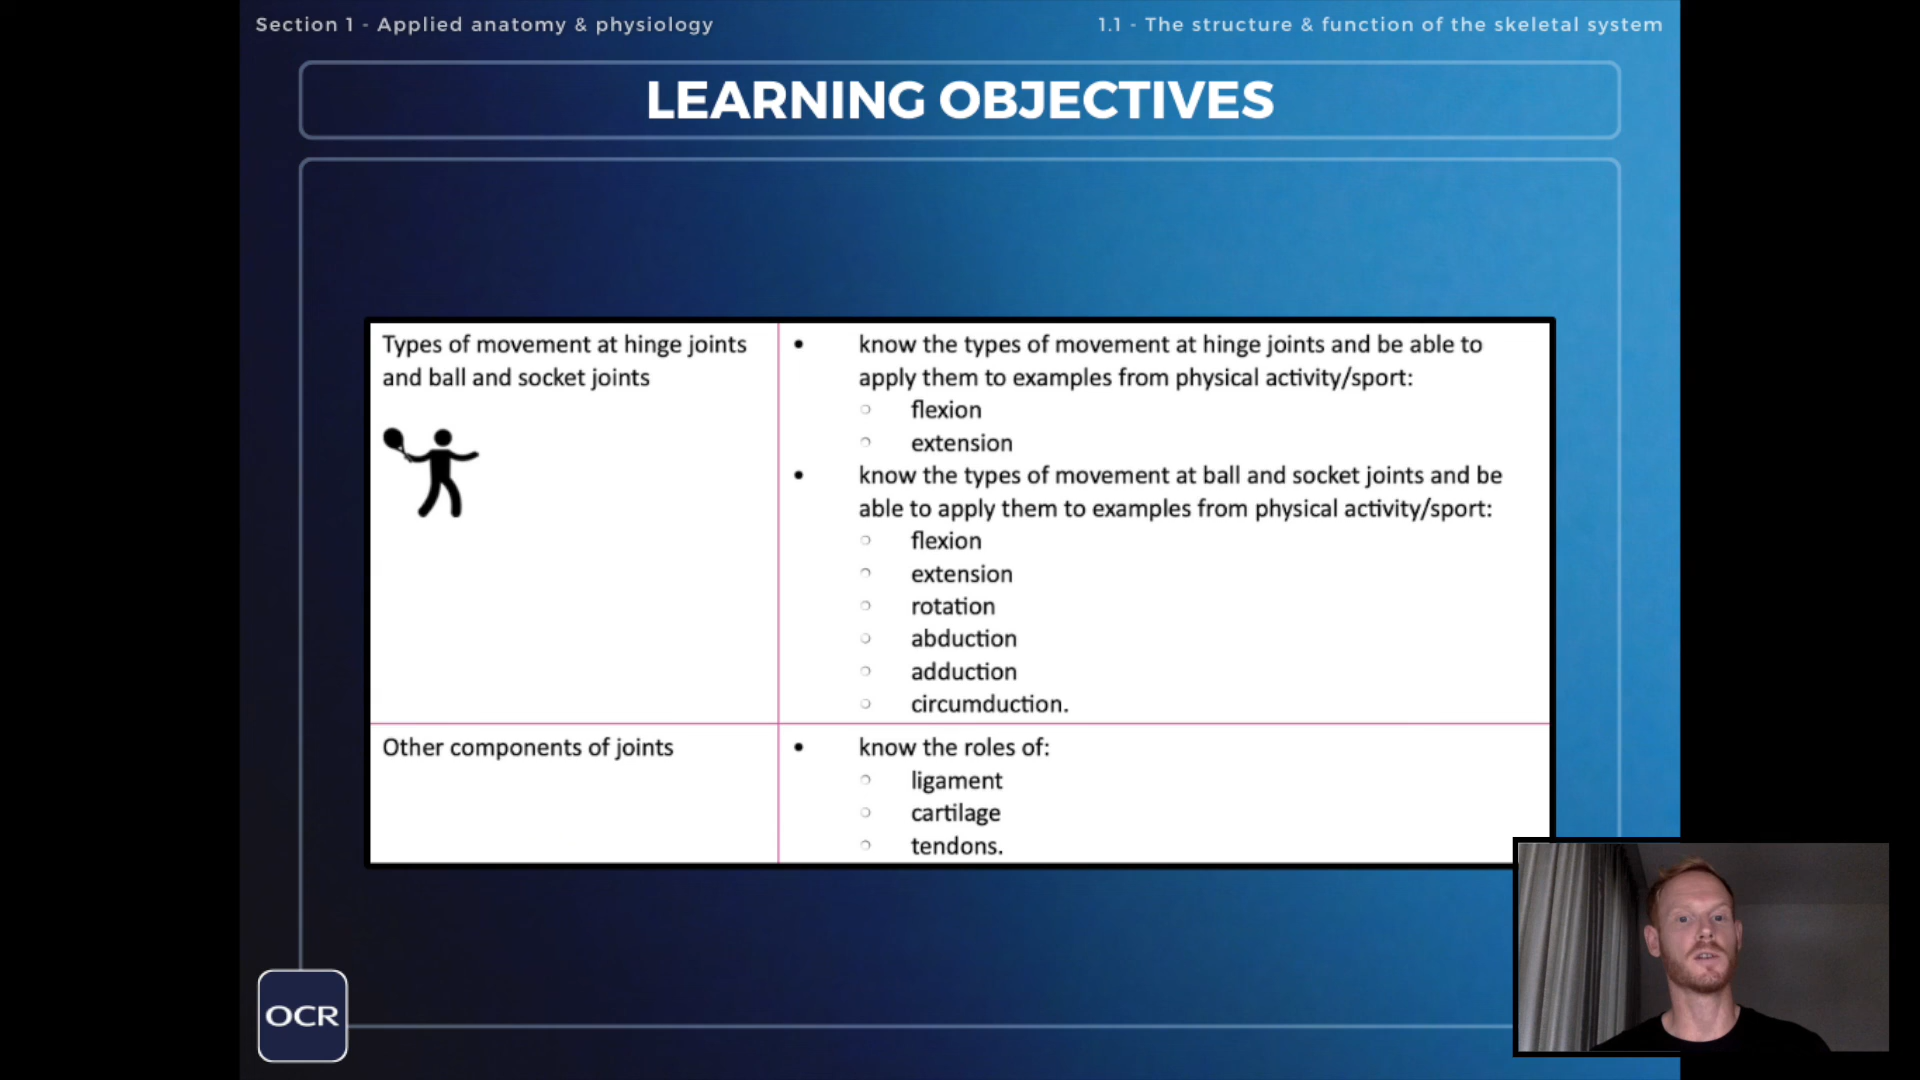 Section 1 - Applied anatomy & physiology
1.1 - The structure & function of the skeletal system
LEARNING OBJECTIVES
Types of movement at hinge joints
and ball and socket joints
• know the types of movement at hinge joints and be able to
apply them to examples from physical activity/sport:
○ flexion
○ extension
• know the types of movement at ball and socket joints and be
able to apply them to examples from physical activity/sport:
○ flexion
○ extension
○ rotation
○ abduction
○ adduction
○ circumduction.
Other components of joints
• know the roles of:
○ ligament
○ cartilage
○ tendons.
OCR